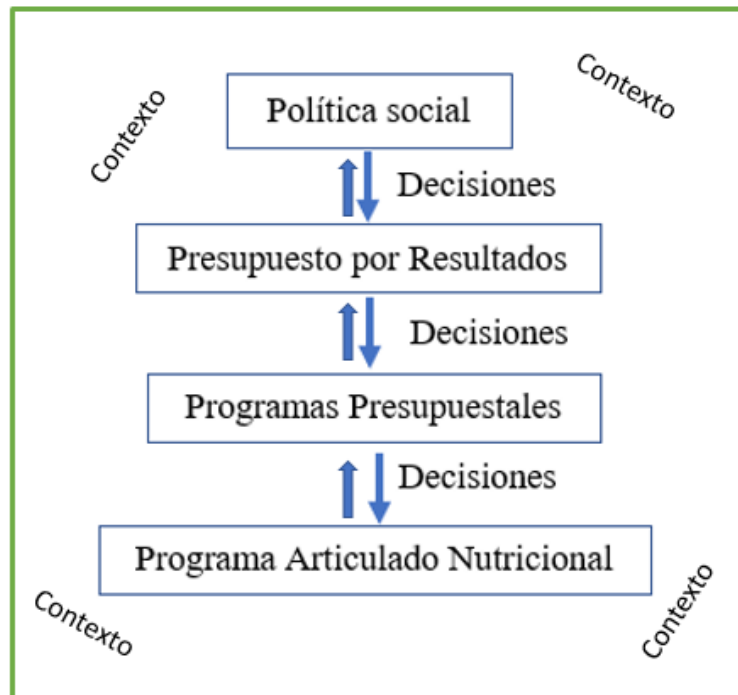 Contexto
Contexto
Política social
Decisiones
Presupuesto por Resultados
Decisiones
Programas Presupuestales
Decisiones
Programa Articulado Nutricional
Contexto
Contexto